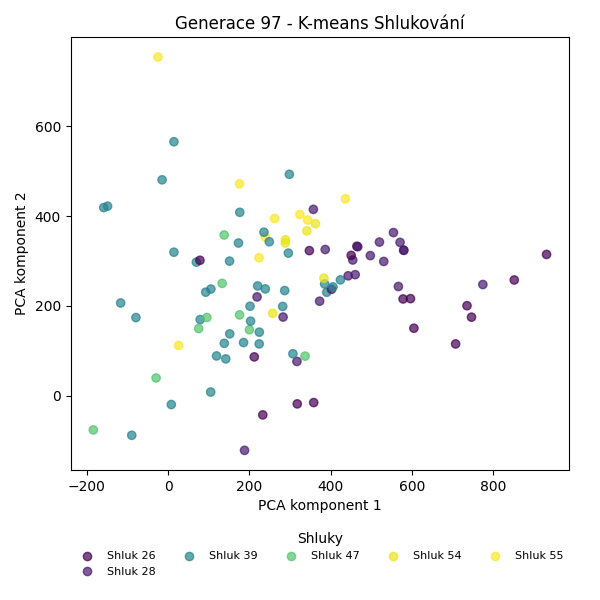 Generace 97 - K-means Shlukování
PCA komponent 2
600
400
200
0
−200 0 200 400 600 800
PCA komponent 1
Shluky
Shluk 26 Shluk 39 Shluk 47 Shluk 54 Shluk 55
Shluk 28